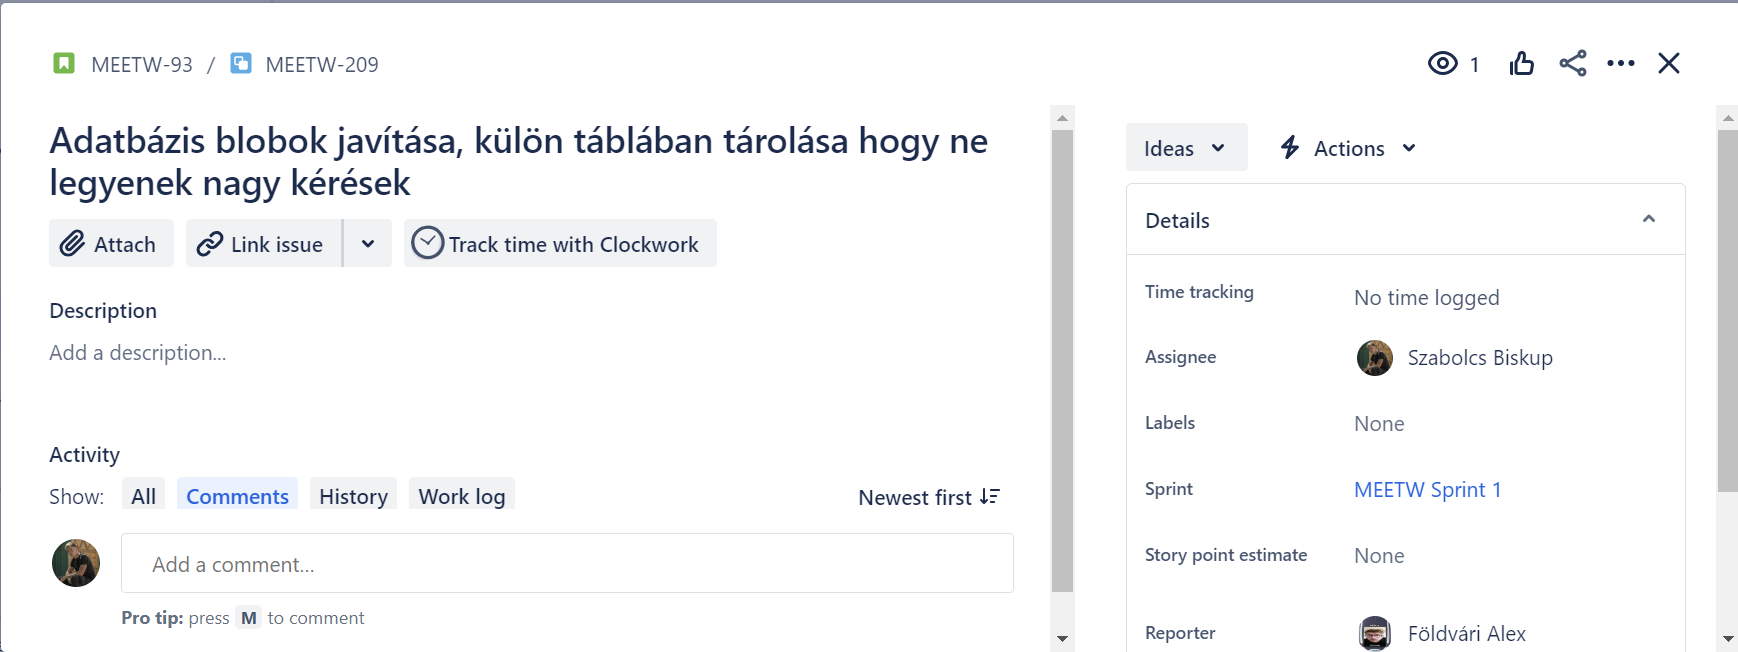 MEETW-93 / MEETW-209
1
Adatbázis blobok javítása, külön táblában tárolása hogy ne
legyenek nagy kérések
Attach
Link issue
Track time with Clockwork
Description
Add a description...
Activity
Show: All Comments History Work log
Newest first
Add a comment...
Pro tip: press M to comment
Ideas
Actions
Details
Time tracking
No time logged
Assignee
Szabolcs Biskup
Labels
None
Sprint
MEETW Sprint 1
Story point estimate
None
Reporter
Földvári Alex